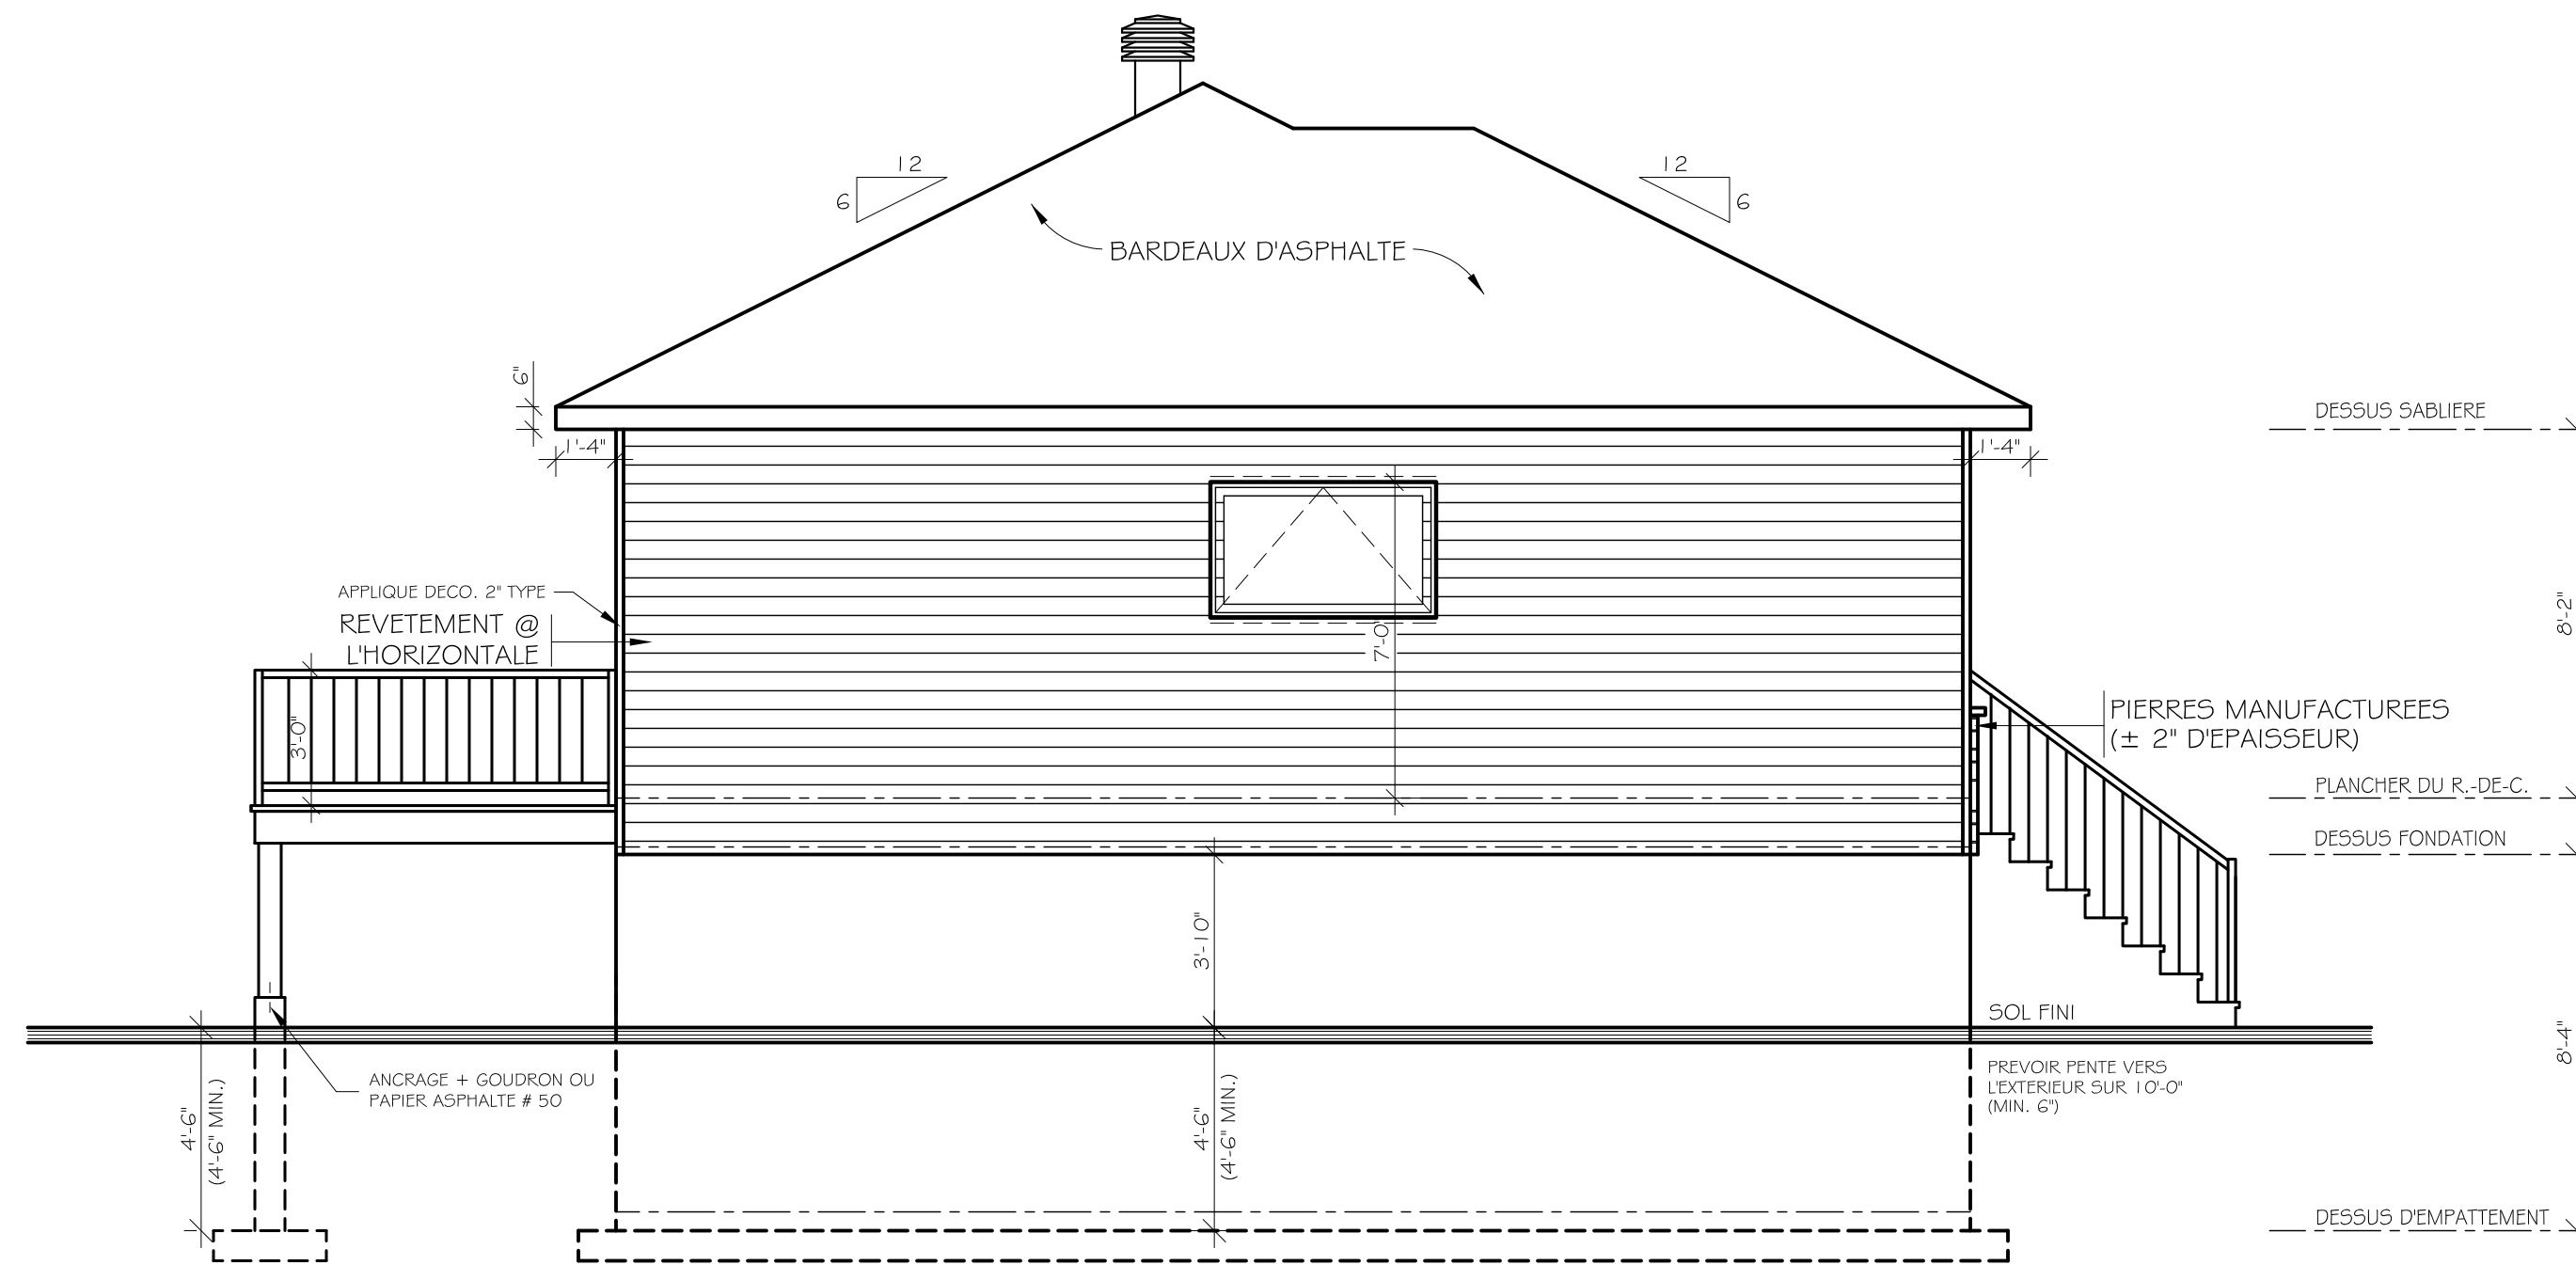 12
6
12
6
BARDEAUX D'ASPHALTE
6"
1'-4"
1'-4"
DESSUS SABLIERE
APPLIQUE DECO. 2" TYPE
REVETEMENT @
L'HORIZONTALE
8'-2"
7'-0"
3'-0"
PIERRES MANUFACTUREES
(± 2" D'EPAISSEUR)
PLANCHER DU R.-DE-C.
DESSUS FONDATION
3'-10"
SOL FINI
8'-4"
PREVOIR PENTE VERS
L'EXTERIEUR SUR 10'-0"
(MIN. 6")
ANCRAGE + GOUDRON OU
PAPIER ASPHALTE # 50
4'-6"
(4'-6" MIN.)
4'-6"
(4'-6" MIN.)
DESSUS D'EMPATTEMENT